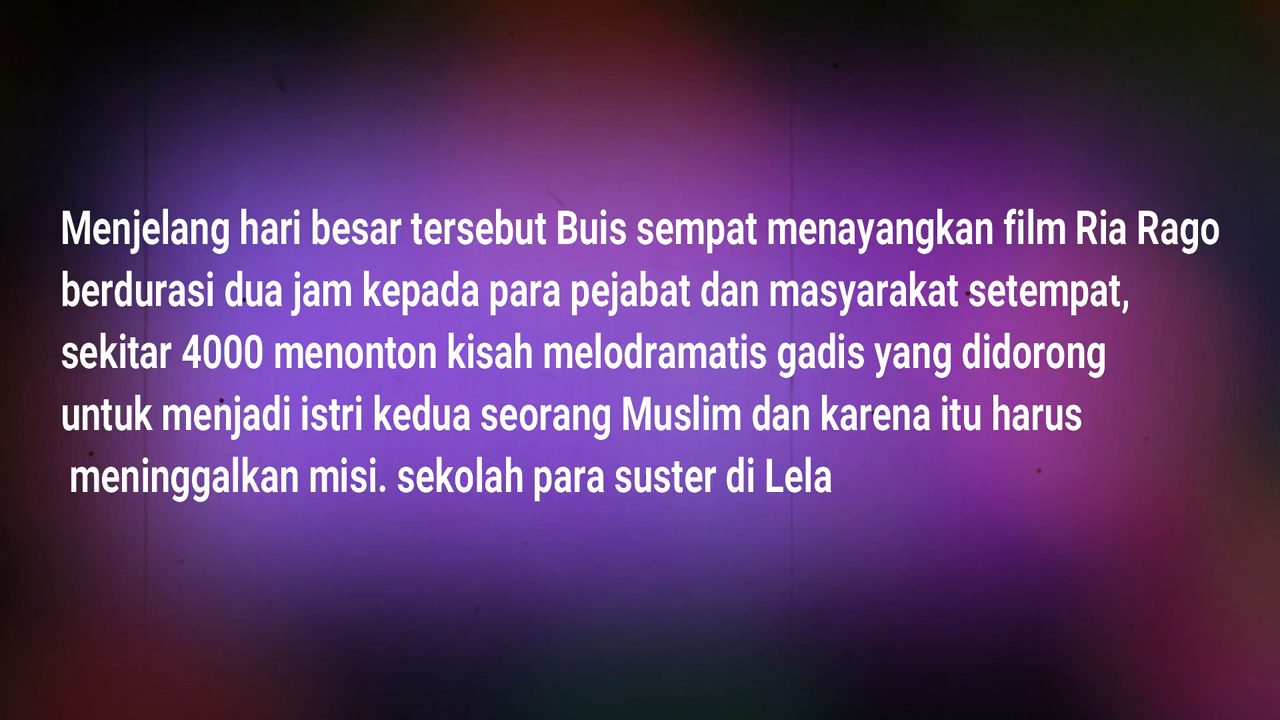 Menjelang hari besar tersebut Buis sempat menayangkan film Ria Rago
berdurasi dua jam kepada para pejabat dan masyarakat setempat,
sekitar 4000 menonton kisah melodramatis gadis yang didorong
untuk menjadi istri kedua seorang Muslim dan karena itu harus
meninggalkan misi. sekolah para suster di Lela